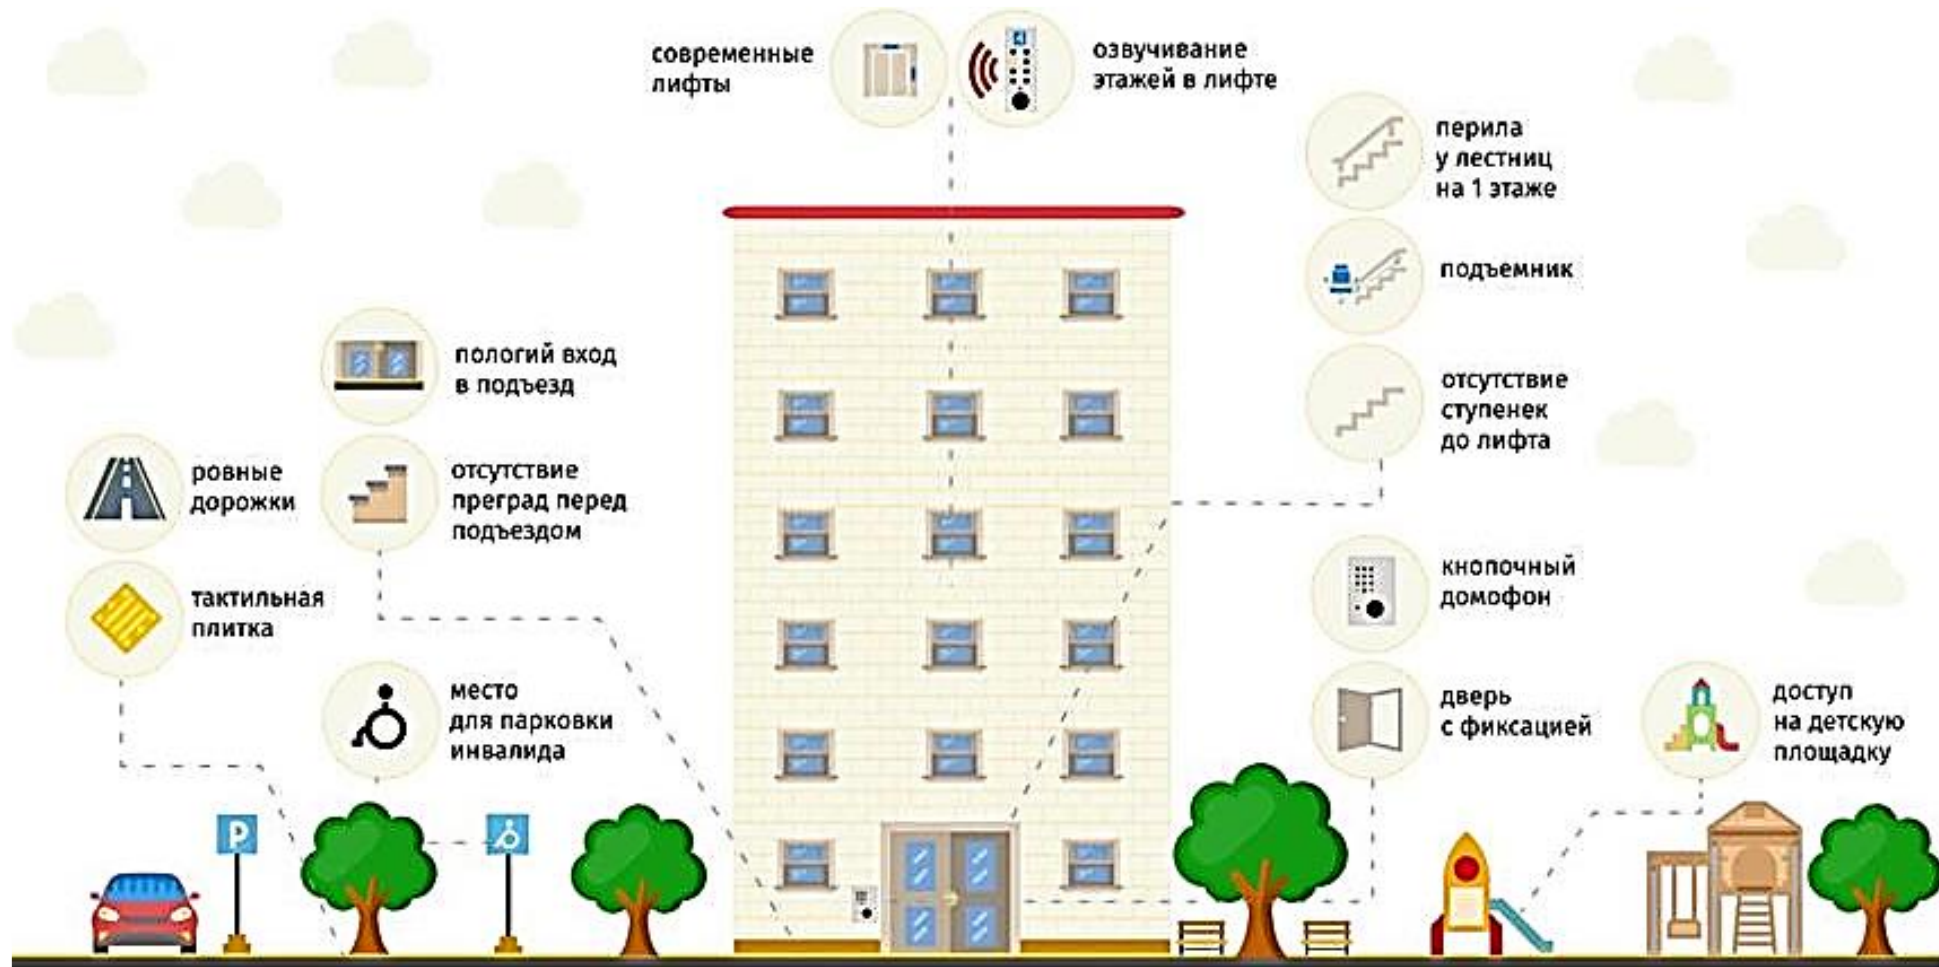 современные
лифты
озвучивание
этажей в лифте
перила
у лестниц
на 1 этаже
подъемник
пологий вход
в подъезд
отсутствие
ступенек
до лифта
ровные
дорожки
отсутствие
преград перед
подъездом
кнопочный
домофон
тактильная
плитка
место
для парковки
инвалида
дверь
с фиксацией
доступ
на детскую
площадку
P